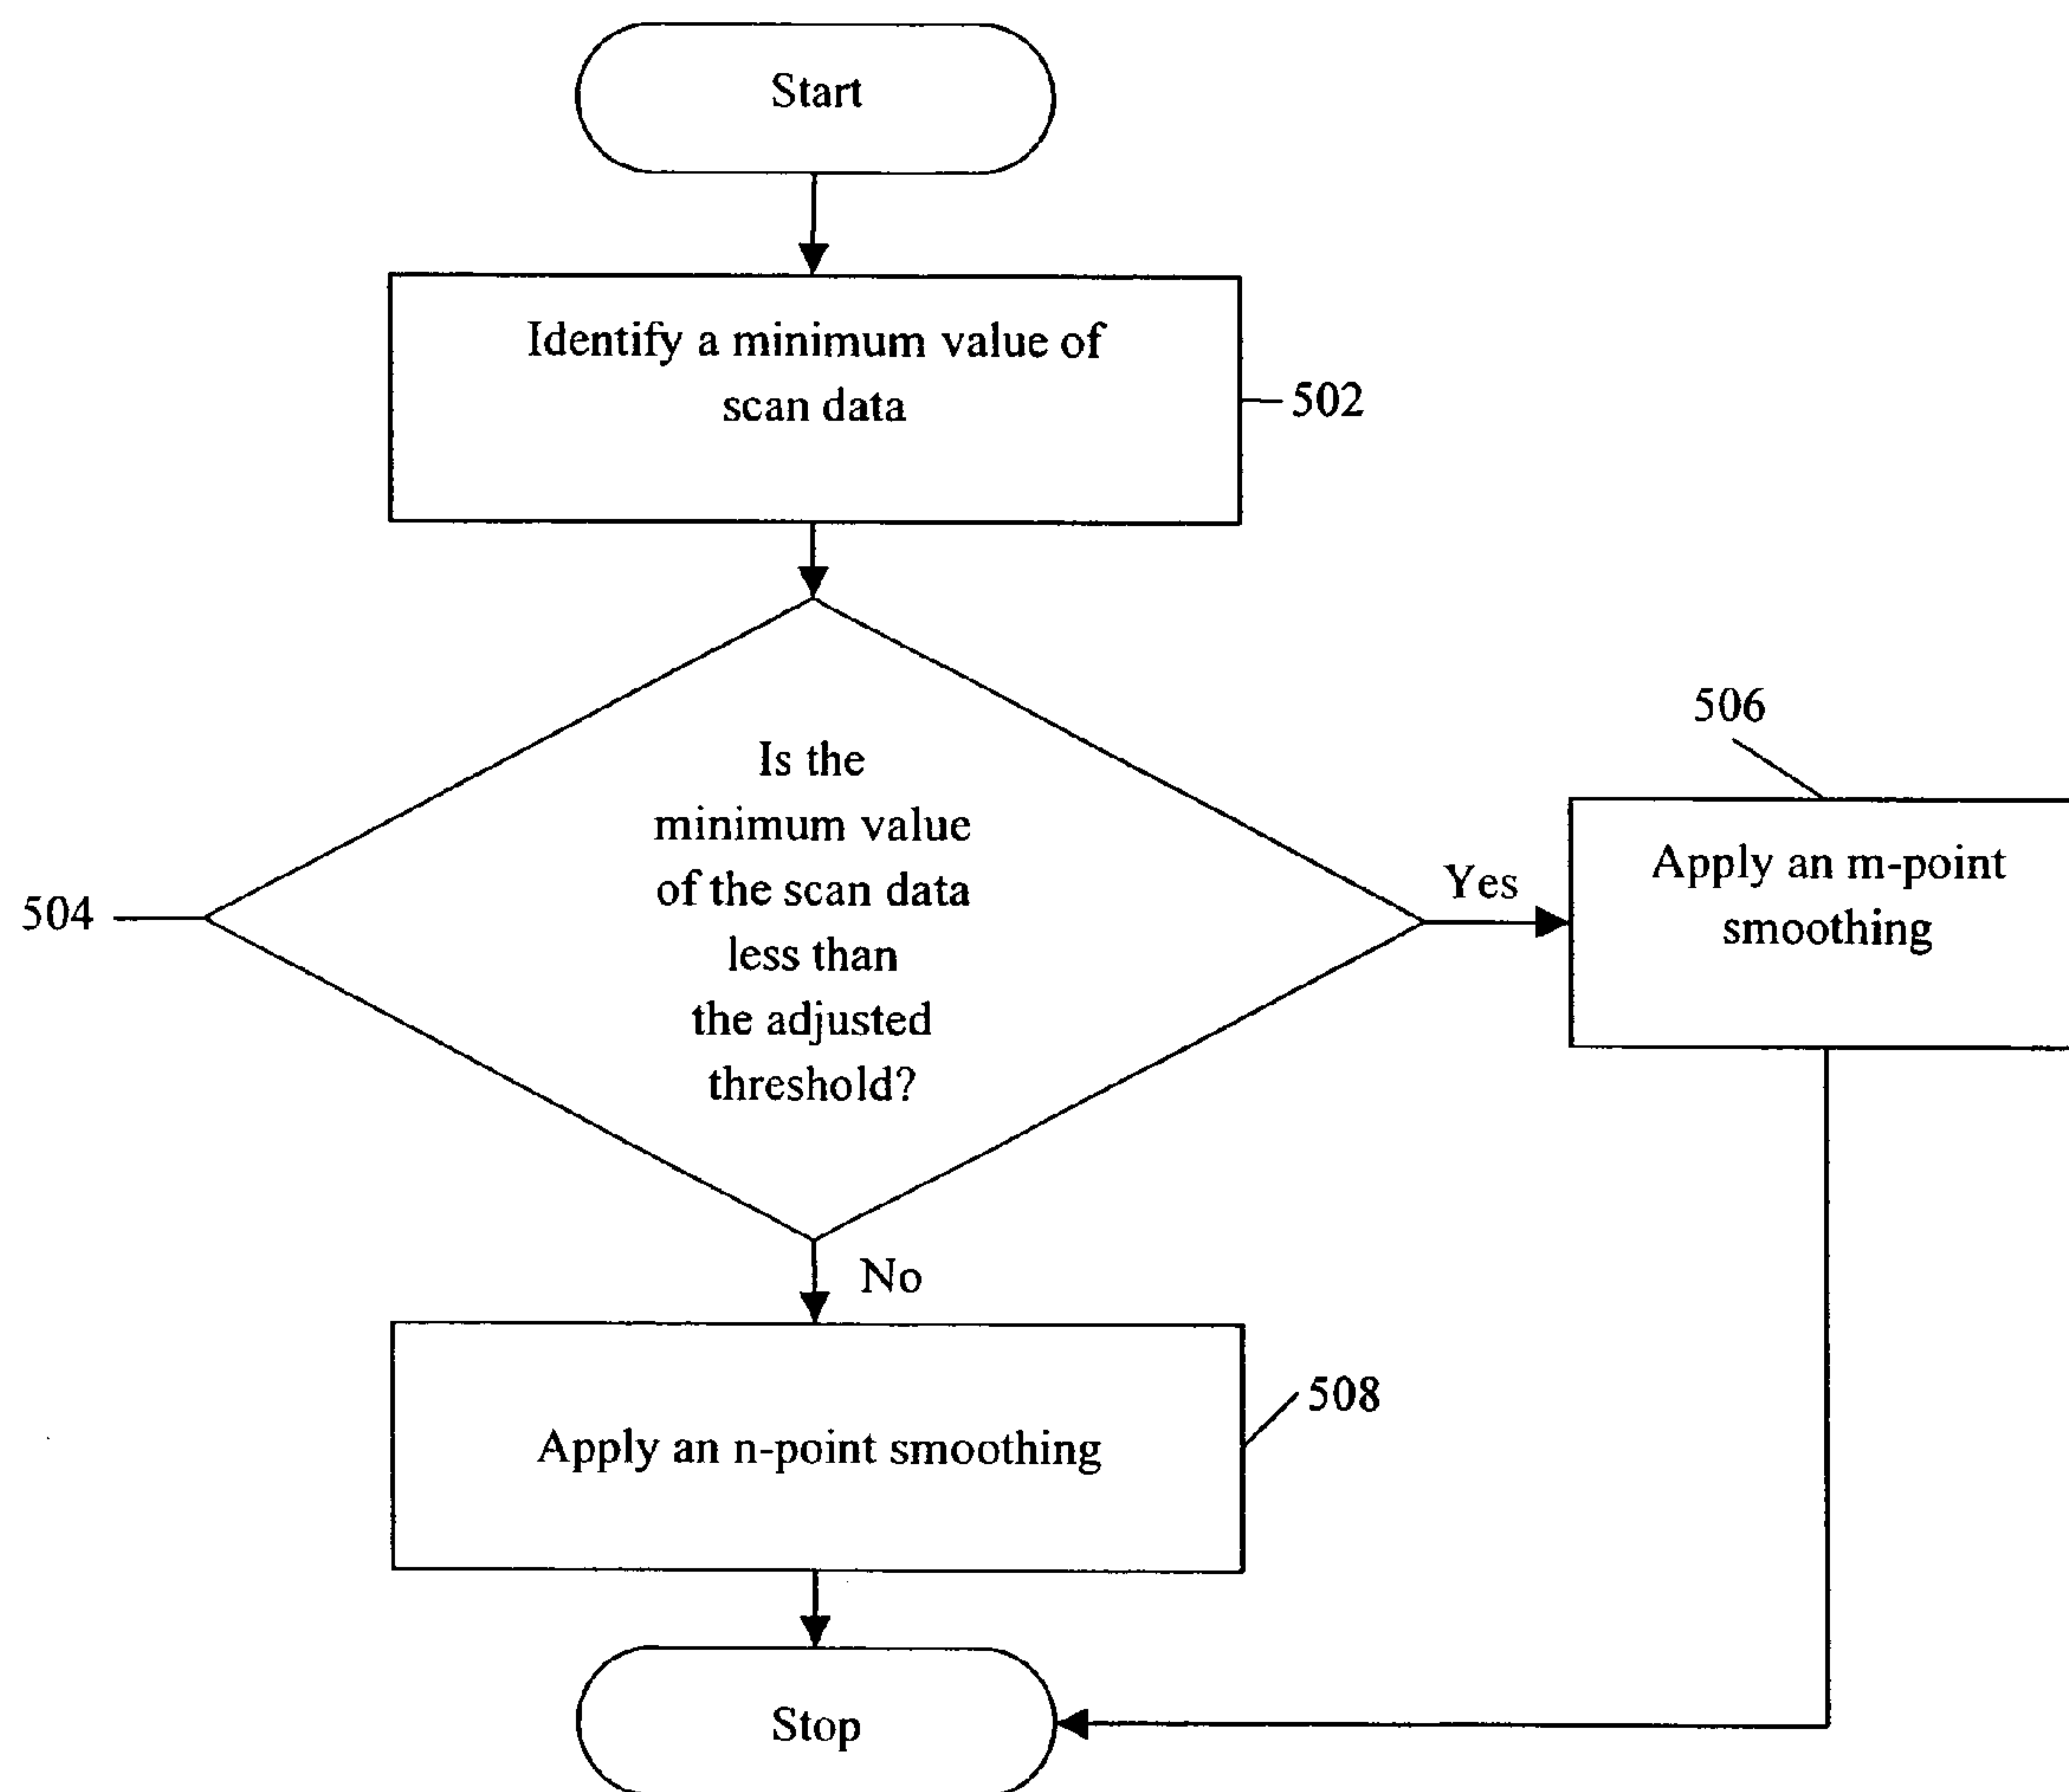 Start
Identify a minimum value of
scan data
502
504
Is the
minimum value
of the scan data
less than
the adjusted
threshold?
Yes
506
Apply an m-point
smoothing
No
508
Apply an n-point smoothing
Stop